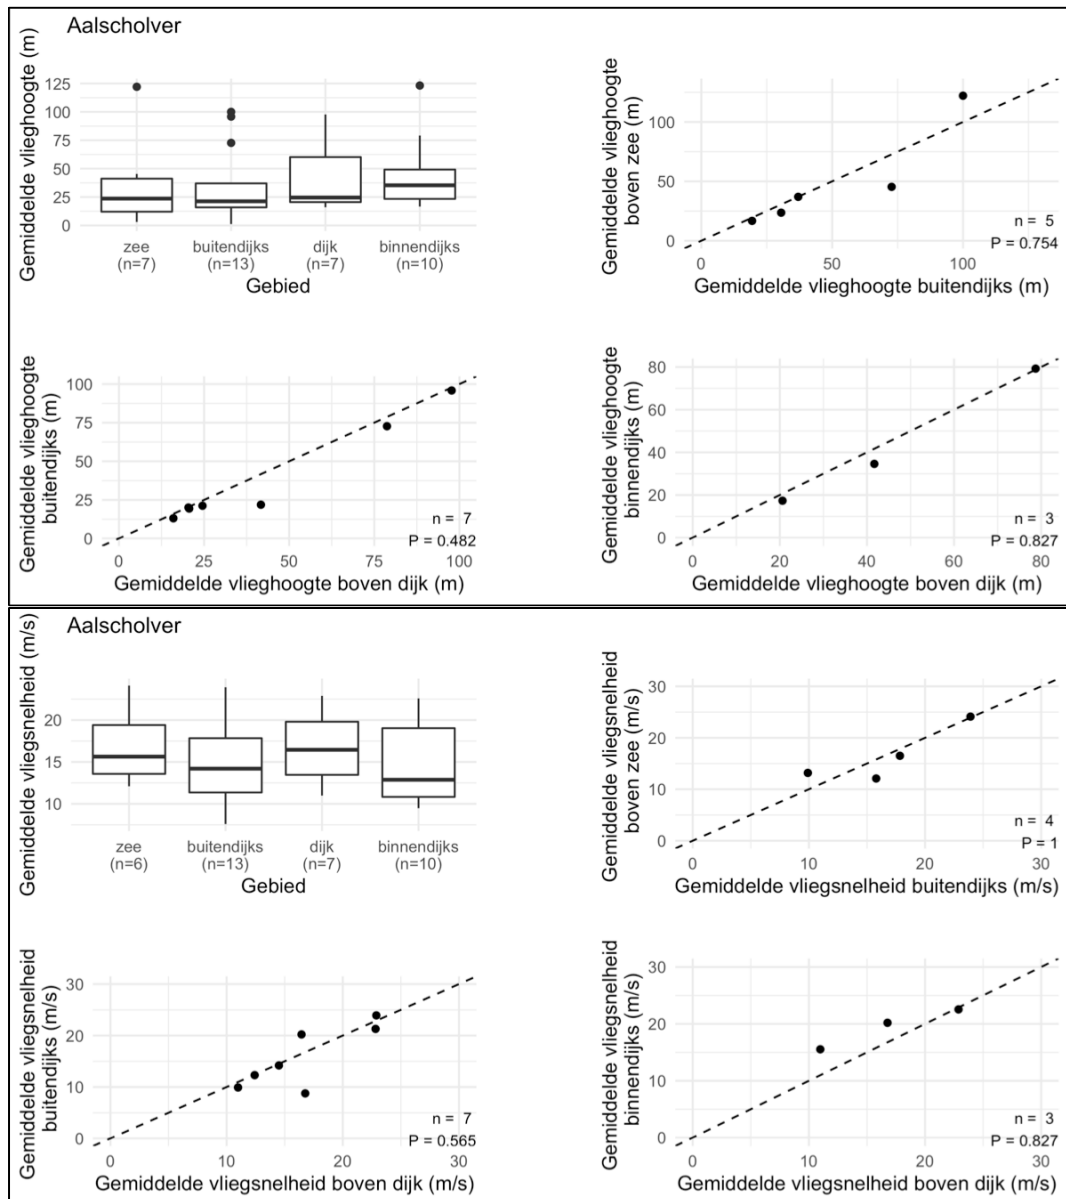 Aalscholver
Gemiddelde vlieghoogte (m)
125
100
75
50
25
0
zee
(n=7)
buitendijks
(n=13)
dijk
(n=7)
binnendijks
(n=10)
Gebied
Gemiddelde vlieghoogte
boven zee (m)
100
50
0
n = 5
P = 0.754
0
50
100
Gemiddelde vlieghoogte buitendijks (m)
Gemiddelde vlieghoogte
buitendijks (m)
100
75
50
25
0
n = 7
P = 0.482
0
25
50
75
100
Gemiddelde vlieghoogte boven dijk (m)
Gemiddelde vlieghoogte
binnendijks (m)
80
60
40
20
0
n = 3
P = 0.827
0
20
40
60
80
Gemiddelde vlieghoogte boven dijk (m)
Aalscholver
Gemiddelde vliegsnelheid (m/s)
20
15
10
zee
(n=6)
buitendijks
(n=13)
dijk
(n=7)
binnendijks
(n=10)
Gebied
Gemiddelde vliegsnelheid
boven zee (m/s)
30
20
10
0
n = 4
P = 1
0
10
20
30
Gemiddelde vliegsnelheid buitendijks (m/s)
Gemiddelde vliegsnelheid
buitendijks (m/s)
30
20
10
0
n = 7
P = 0.565
0
10
20
30
Gemiddelde vliegsnelheid boven dijk (m/s)
Gemiddelde vliegsnelheid
binnendijks (m/s)
30
20
10
0
n = 3
P = 0.827
0
10
20
30
Gemiddelde vliegsnelheid boven dijk (m/s)